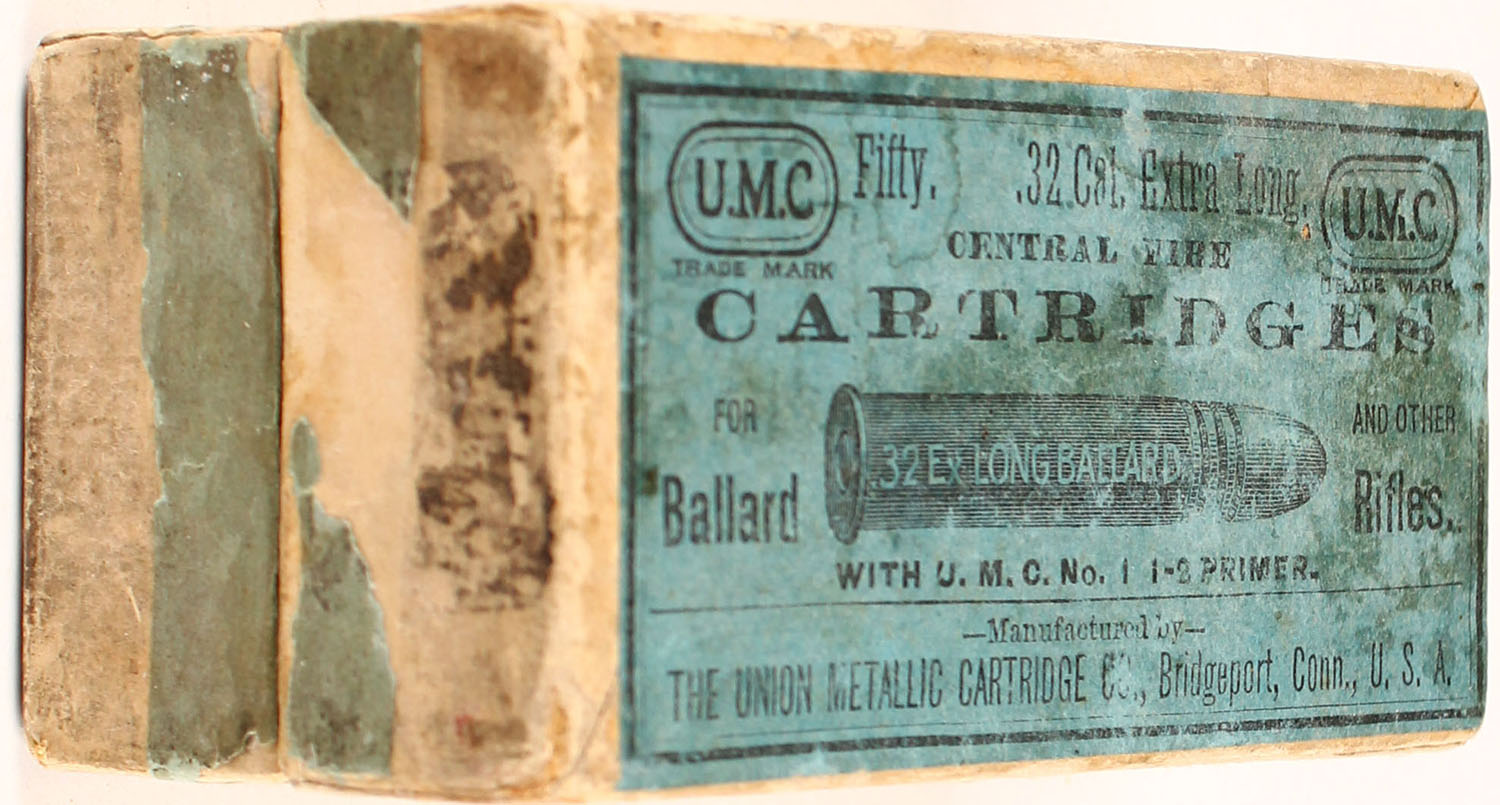 U.M.C
TRADE MARK
Fifty. .32 Cal. Extra Long.
U.M.C
TRADE MARK
CENTRAL FIRE
CARTRIDGES
FOR
Ballard
C
32 EX LONG BALLARD
AND OTHER
Rifles.
WITH U. M. C. No. 1 1-2 PRIMER.
—Manufactured by—
THE UNION METALLIC CARTRIDGE CO., Bridgeport, Conn., U. S. A.